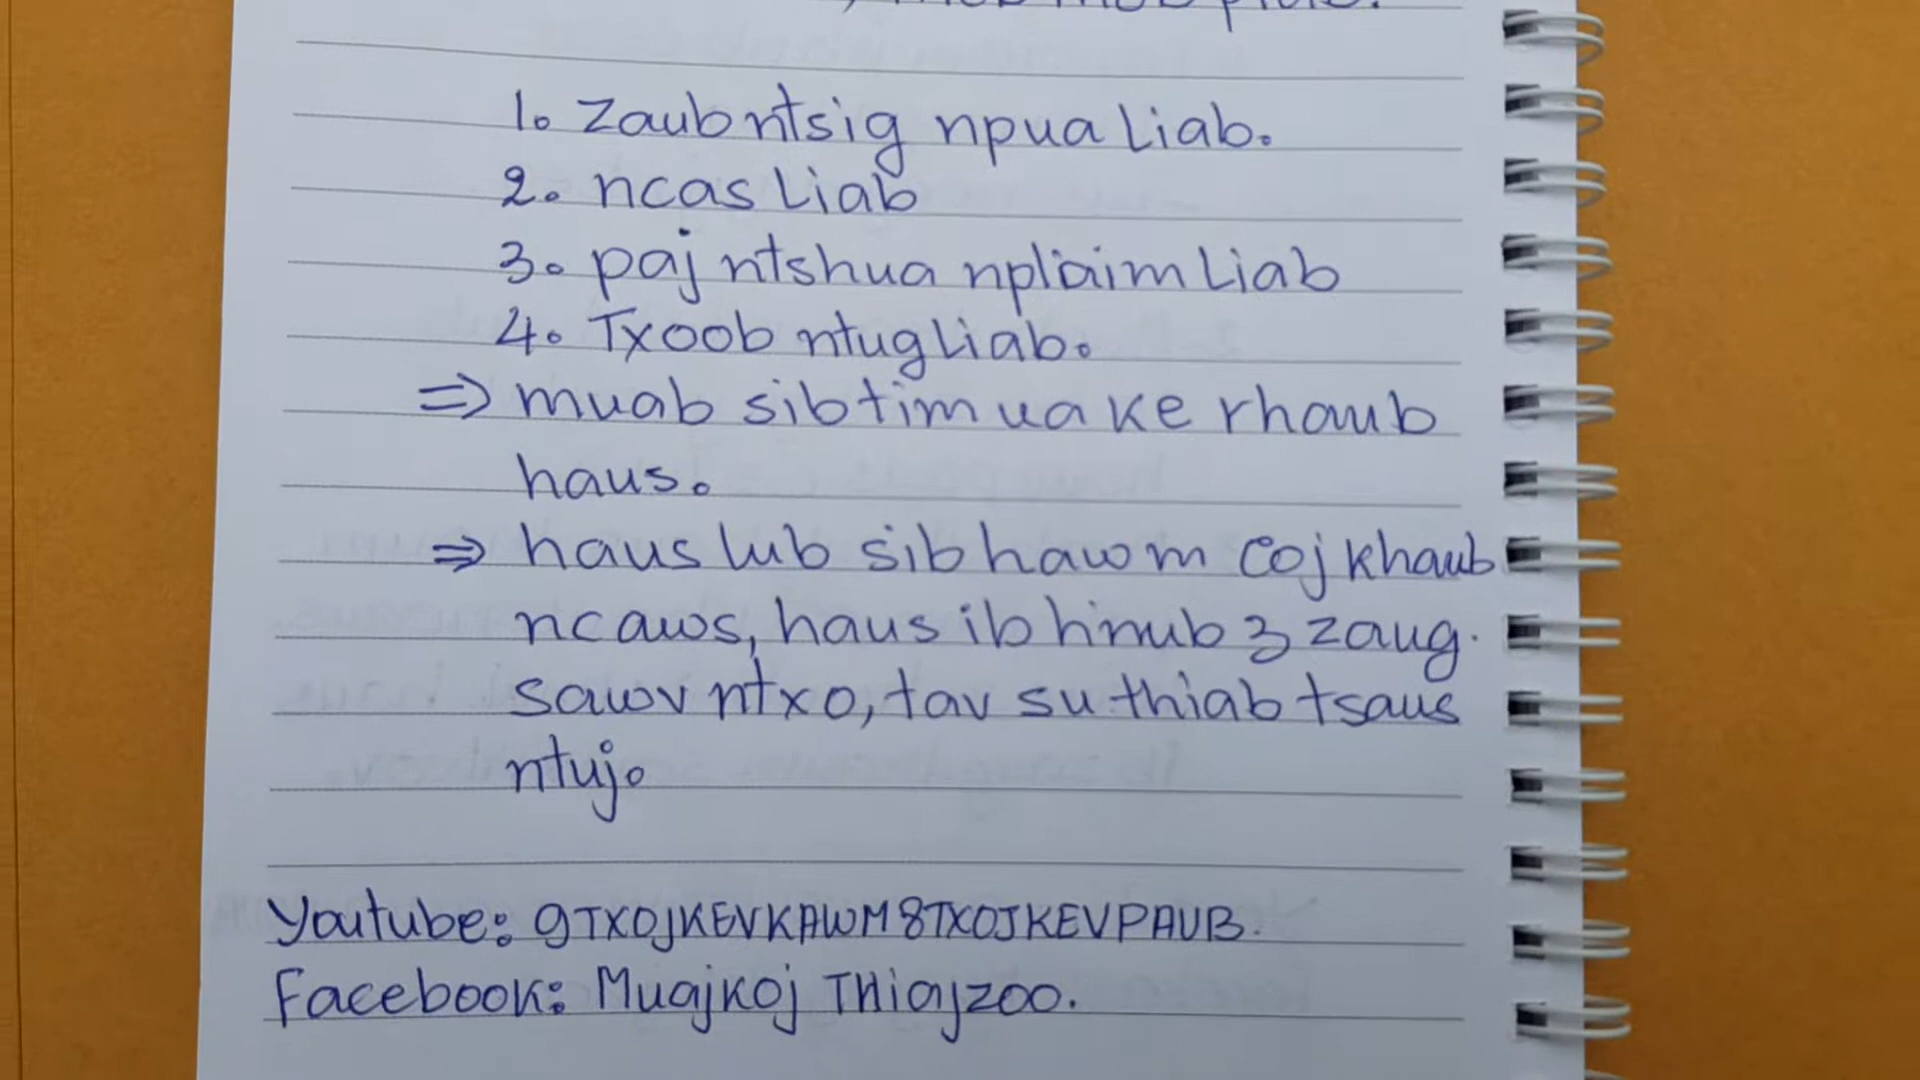 1. Zaub ntsig npua Liab.
2. ncas Liab
3. paj ntshua nplaim Liab
4. Txoob ntug Liab.
⇒ muab sib tim ua ke rhaub
haus.
⇒ haus lub sib hawm coj khaub
ncaws, haus ib hnub 3 zaug.
sawv ntxo, tav su thiab tsaus
ntuj.
Youtube: 9TXOJKEVKAWM8TXOJKEVPAUB.
Facebook: Muajkoj THiajzoo.